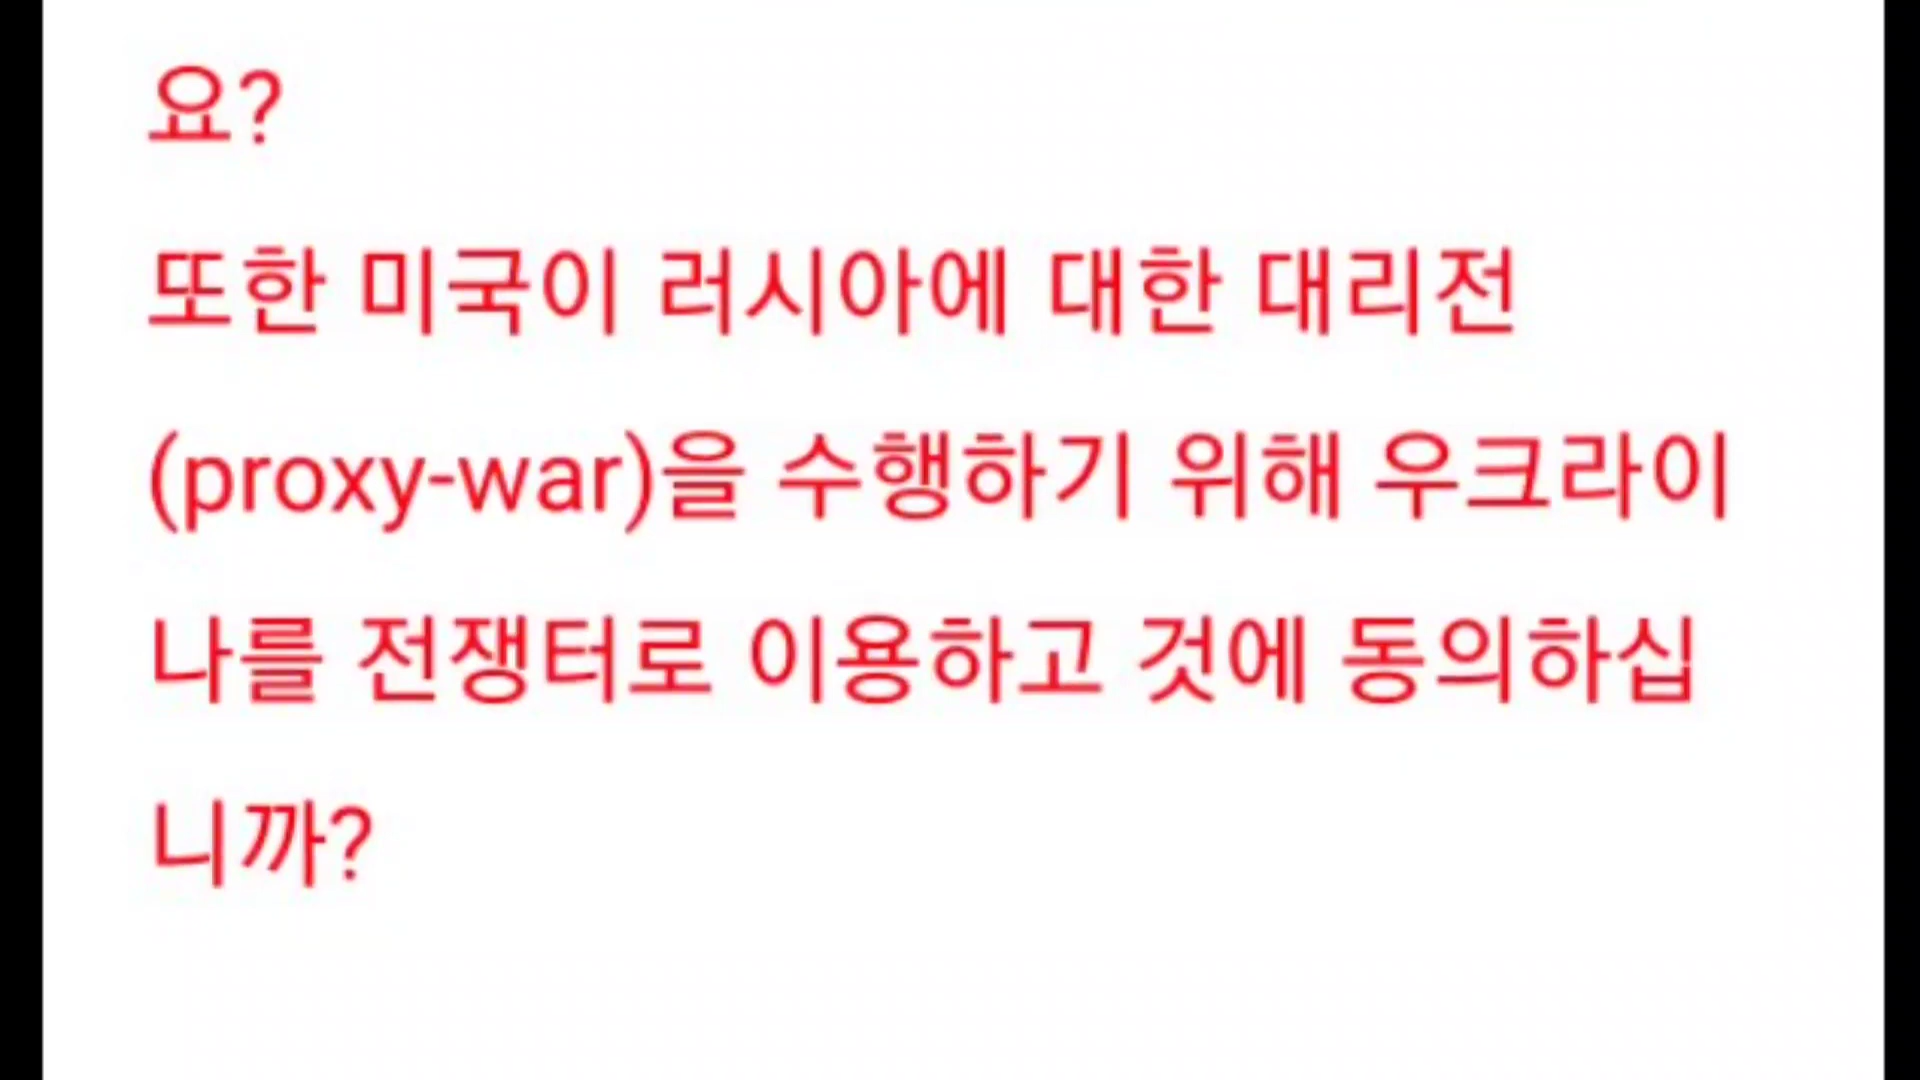 요?
또한 미국이 러시아에 대한 대리전
(proxy-war)을 수행하기 위해 우크라이
나를 전쟁터로 이용하고 것에 동의하십
니까?